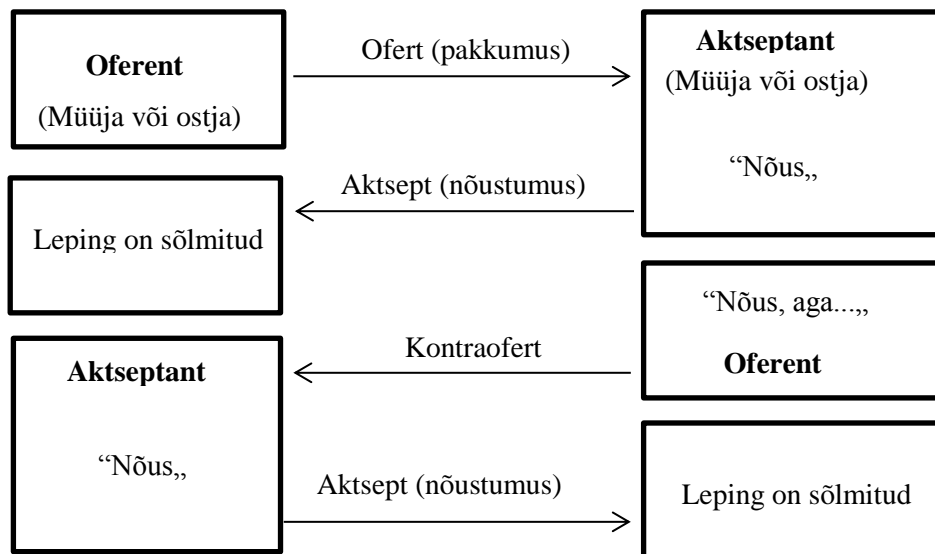 Oferent
(Müüja või ostja)
Ofert (pakkumus)
Aktseptant
(Müüja või ostja)
“Nõus„
Aktsept (nõustumus)
Leping on sõlmitud
“Nõus, aga...„
Oferent
Kontraofert
Aktseptant
“Nõus„
Aktsept (nõustumus)
Leping on sõlmitud